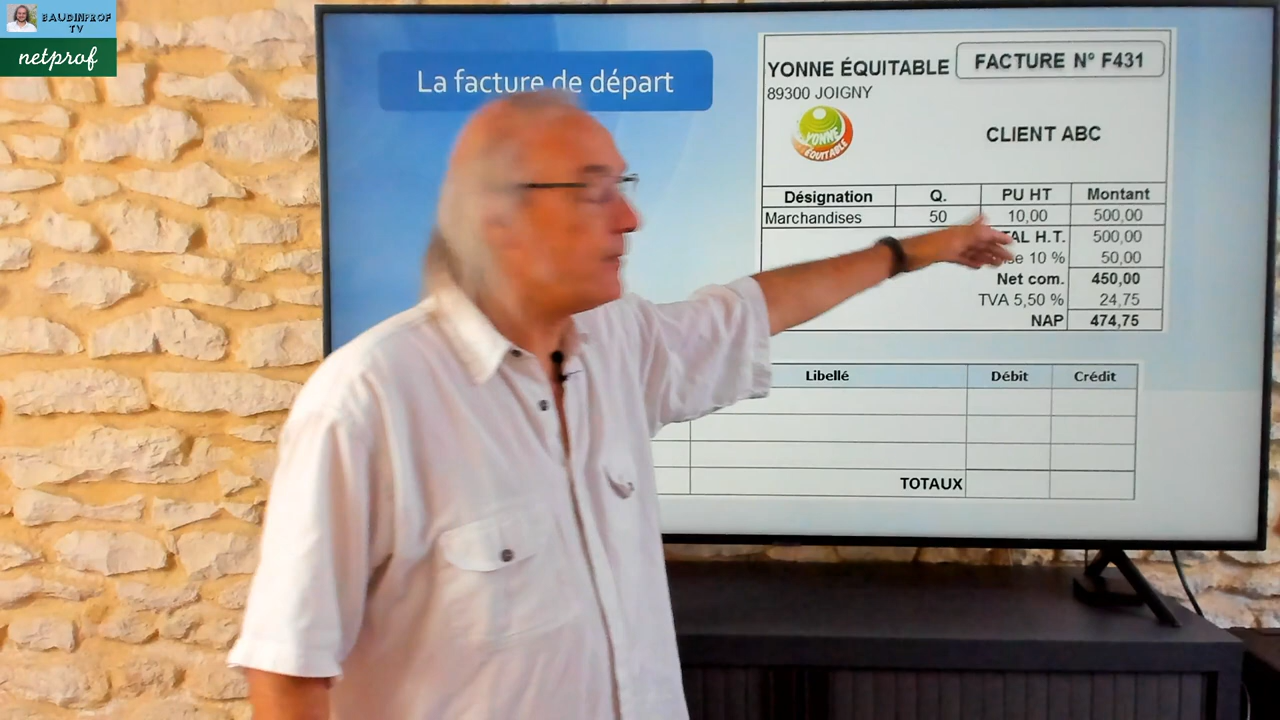 BAUDINPROF
TV
netprof
La facture de départ
YONNE ÉQUITABLE
FACTURE N° F431
89300 JOIGNY
YONNE
ÉQUITABLE
CLIENT ABC
Désignation Q. PU HT Montant
Marchandises 50 10,00 500,00
H.T. 500,00
10 % 50,00
Net com. 450,00
TVA 5,50 % 24,75
NAP 474,75
Libellé Débit Crédit
TOTAUX